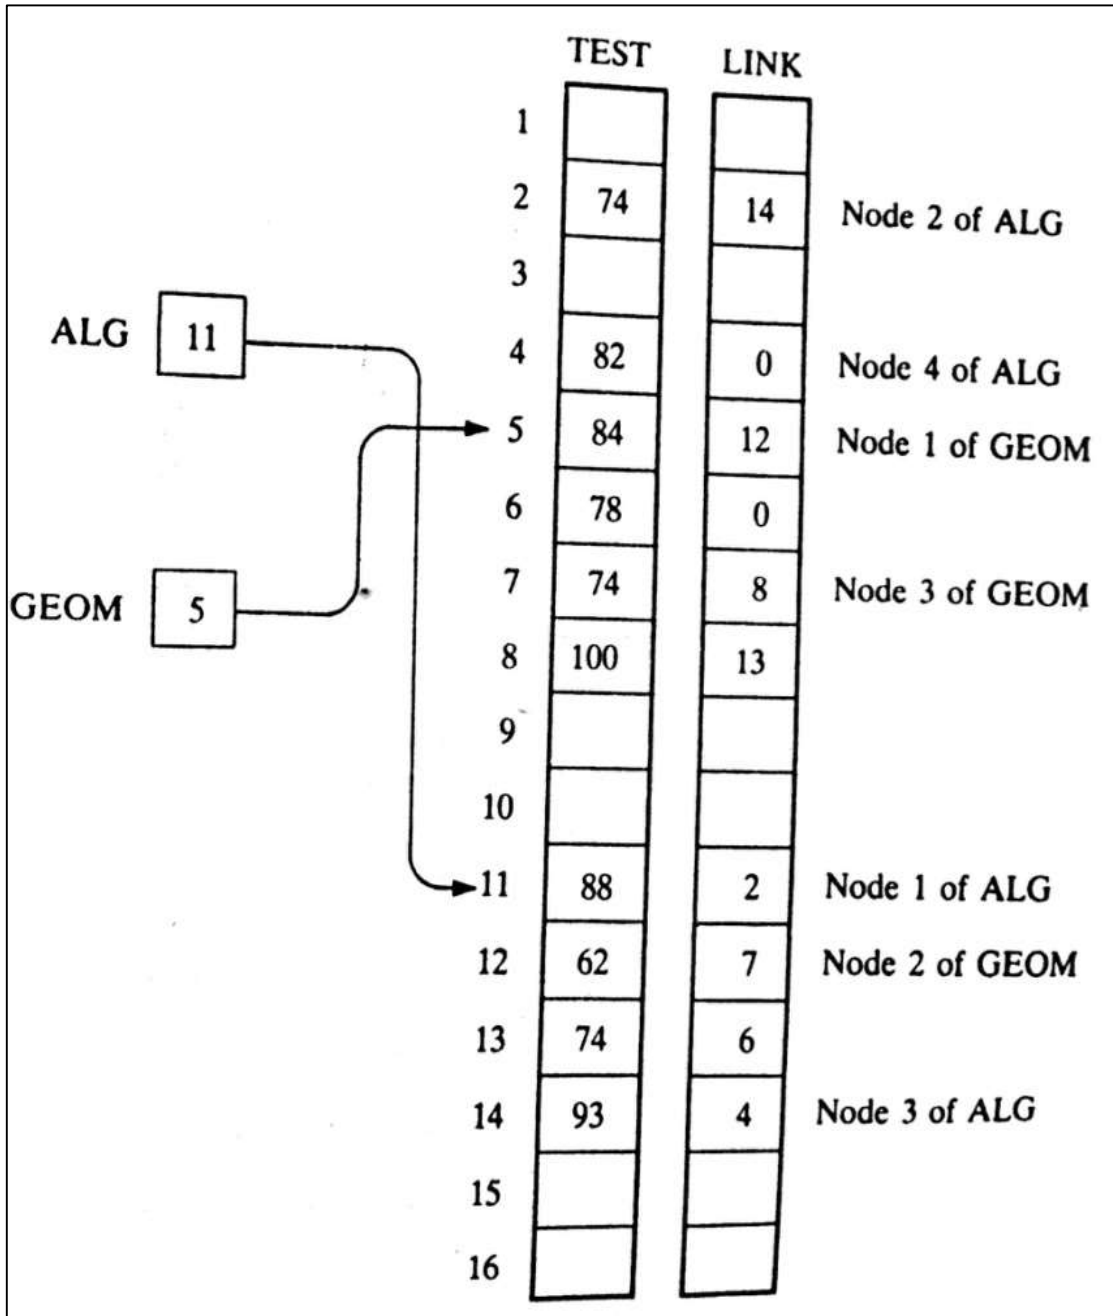 TEST LINK
1
2 74 14 Node 2 of ALG
3
ALG 11
4 82 0 Node 4 of ALG
5 84 12 Node 1 of GEOM
6 78 0
GEOM 5
7 74 8 Node 3 of GEOM
8 100 13
9
10
11 88 2 Node 1 of ALG
12 62 7 Node 2 of GEOM
13 74 6
14 93 4 Node 3 of ALG
15
16